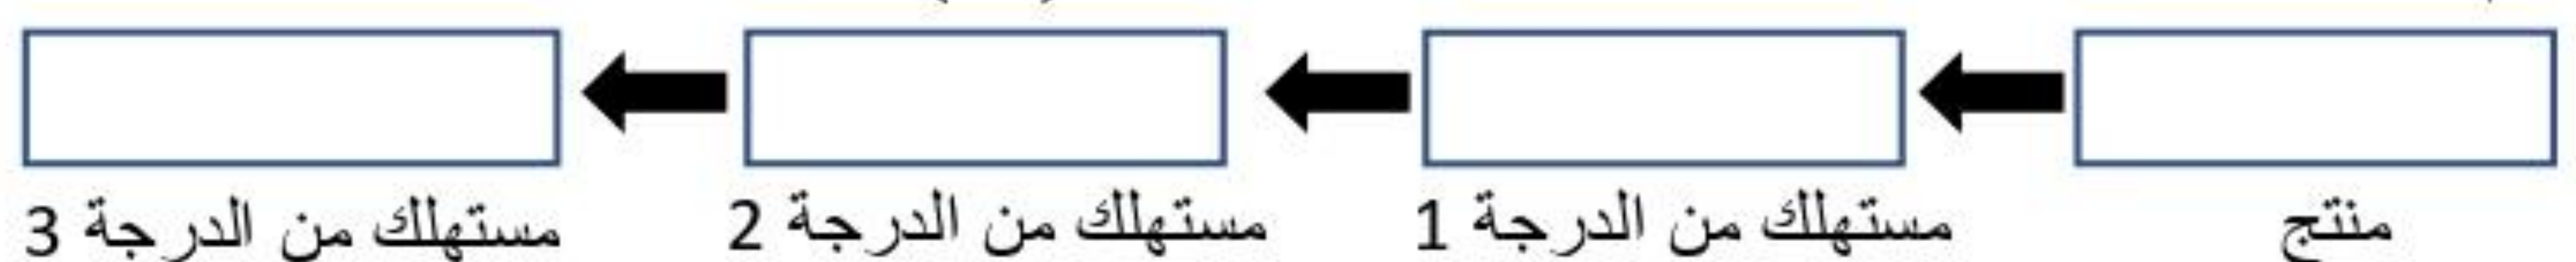 منتج مستهلك من الدرجة 1 مستهلك من الدرجة 2 مستهلك من الدرجة 3